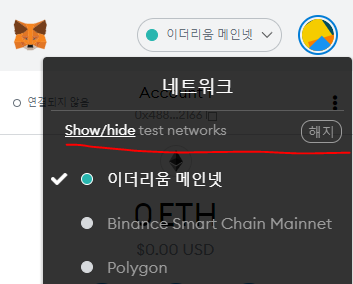 이더리움 메인넷
네트워크
연결되지 않음
Account
0x488...2166
Show/hide test networks
해지
이더리움 메인넷
0 ETH
Binance Smart Chain Mainnet
$0.00 USD
Polygon